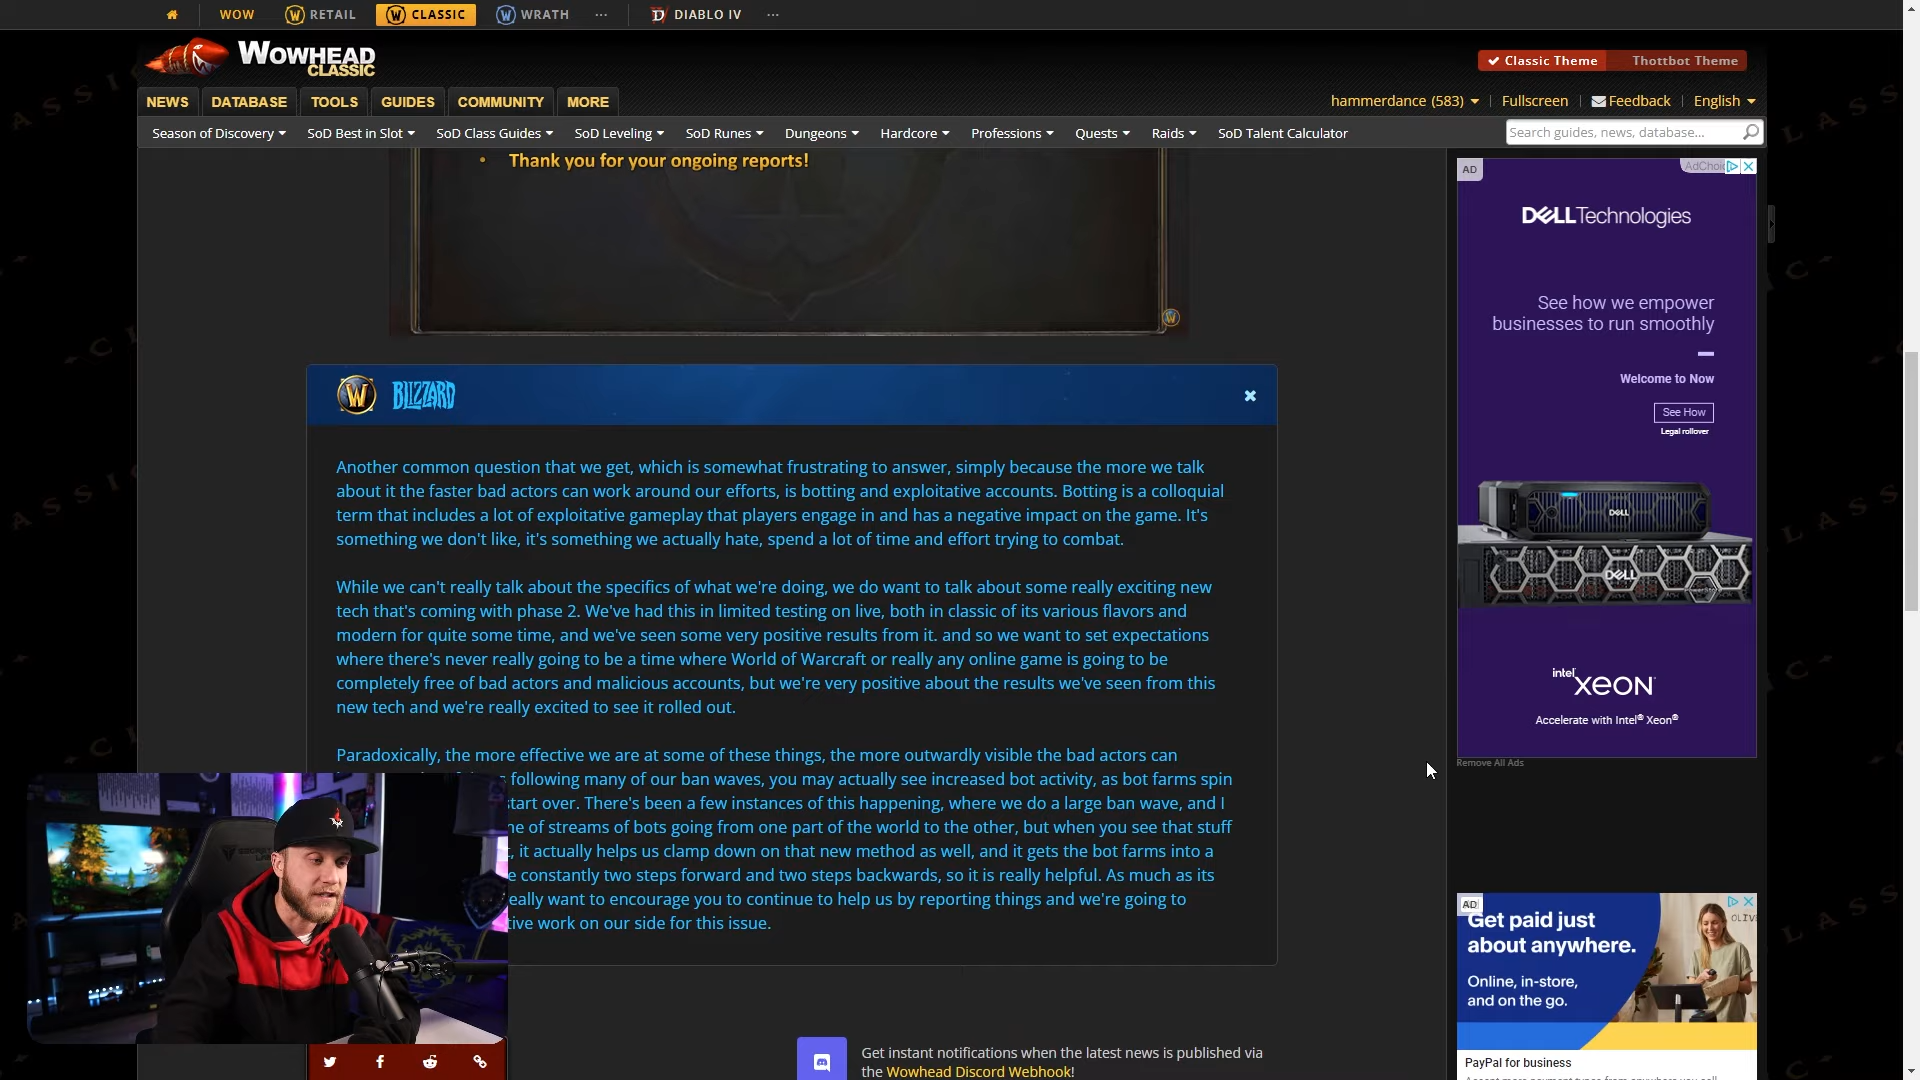 WOW
RETAIL
CLASSIC
WRATH
DIABLO IV
WOWHEAD
CLASSIC
Classic Theme
Thottbot Theme
NEWS
DATABASE
TOOLS
GUIDES
COMMUNITY
MORE
hammerdance (583)
Fullscreen
Feedback
English
Season of Discovery
SoD Best in Slot
SoD Class Guides
SoD Leveling
SoD Runes
Dungeons
Hardcore
Professions
Quests
Raids
SoD Talent Calculator
Search guides, news, database...
• Thank you for your ongoing reports!
BLIZZARD
Another common question that we get, which is somewhat frustrating to answer, simply because the more we talk
about it the faster bad actors can work around our efforts, is botting and exploitative accounts. Botting is a colloquial
term that includes a lot of exploitative gameplay that players engage in and has a negative impact on the game. It's
something we don't like, it's something we actually hate, spend a lot of time and effort trying to combat.
While we can't really talk about the specifics of what we're doing, we do want to talk about some really exciting new
tech that's coming with phase 2. We've had this in limited testing on live, both in classic of its various flavors and
modern for quite some time, and we've seen some very positive results from it. and so we want to set expectations
where there's never really going to be a time where World of Warcraft or really any online game is going to be
completely free of bad actors and malicious accounts, but we're very positive about the results we've seen from this
new tech and we're really excited to see it rolled out.
Paradoxically, the more effective we are at some of these things, the more outwardly visible the bad actors can
following many of our ban waves, you may actually see increased bot activity, as bot farms spin
start over. There's been a few instances of this happening, where we do a large ban wave, and I
of streams of bots going from one part of the world to the other, but when you see that stuff
it actually helps us clamp down on that new method as well, and it gets the bot farms into a
constantly two steps forward and two steps backwards, so it is really helpful. As much as its
want to encourage you to continue to help us by reporting things and we're going to
work on our side for this issue.
Get instant notifications when the latest news is published via
the Wowhead Discord Webhook!
AD
DELLTechnologies
See how we empower
businesses to run smoothly
Welcome to Now
See How
Legal rollover
DELL
DELL
intel
XEON
Accelerate with Intel® Xeon®
Remove All Ads
AD
Get paid just
about anywhere.
Online, in-store,
and on the go.
PayPal for business